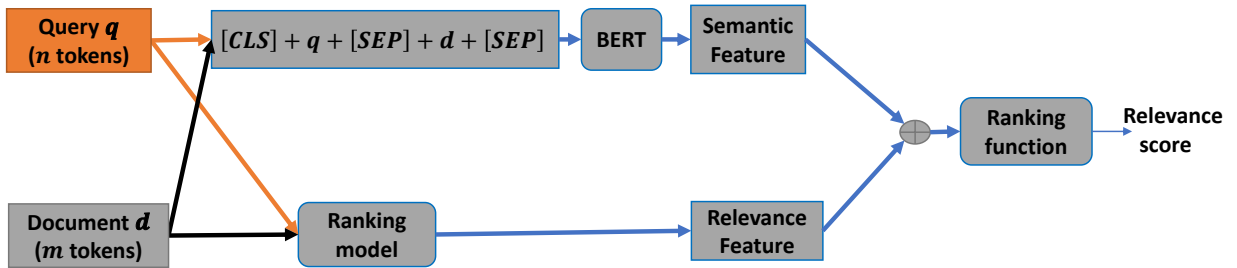 Query q
(n tokens)
[CLS] + q + [SEP] + d + [SEP]
BERT
Semantic
Feature
Ranking
function
Relevance
score
Document d
(m tokens)
Ranking
model
Relevance
Feature